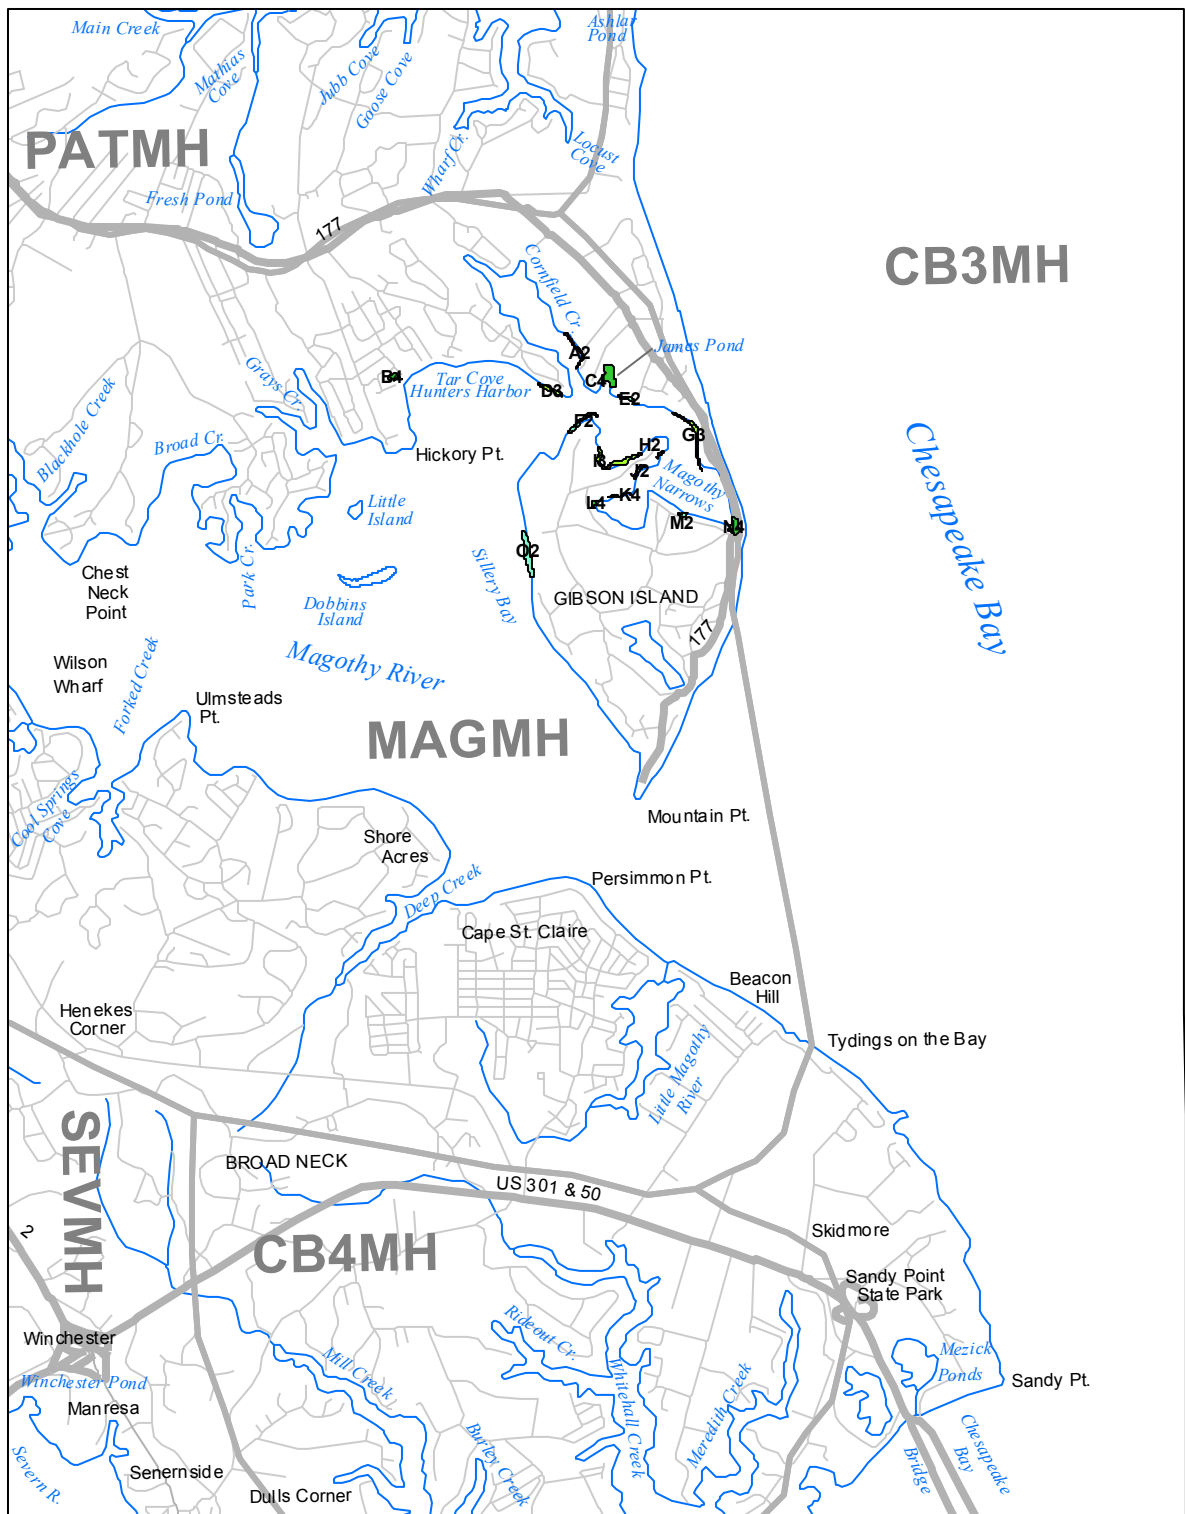 Main Creek
Ashlar
Pond
Mathias
Cove
Jubb Cove
Goose Cove
PATMH
Wharf Cr.
Locust
Cove
Fresh Pond
177
CB3MH
Cornfield Cr.
James Pond
A2
B4
C4
D3
E2
Grays Cr.
Tar Cove
Hunters Harbor
F2
G3
H2
Blackhole Creek
Broad Cr.
Hickory Pt.
J2
Magothy
Narrows
K4
L4
M2
N4
Little
Island
O2
Chesapeake Bay
Park Cr.
Sillery Bay
Chest
Neck
Point
Dobbins
Island
GIBSON ISLAND
177
Magothy River
Wilson
Wharf
Forked Creek
Ulmsteads
Pt.
MAGMH
Cool Springs
Cove
Mountain Pt.
Shore
Acres
Deep Creek
Persimmon Pt.
Cape St. Claire
Beacon
Hill
Henekes
Corner
Tydings on the Bay
Little Magothy
River
SEVMH
BROAD NECK
US 301 & 50
2
CB4MH
Skidmore
Sandy Point
State Park
Winchester
Rideout Cr.
Mezick
Ponds
Winchester Pond
Mill Creek
Whitehall Creek
Meredith Creek
Sandy Pt.
Manresa
Severn R.
Senernside
Burley Creek
Chesapeake
Bay
Bridge
Dulls Corner